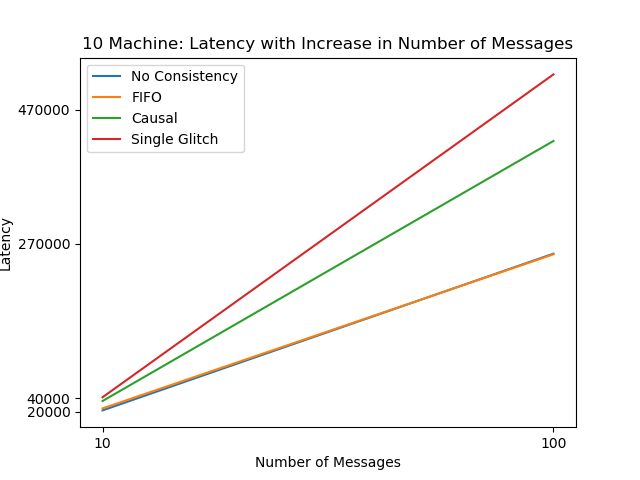 10 Machine: Latency with Increase in Number of Messages
No Consistency
FIFO
Causal
Single Glitch
470000
270000
40000
20000
Latency
10
100
Number of Messages